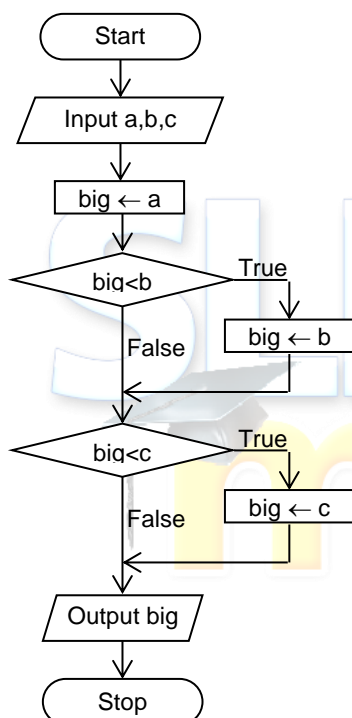 Start
Input a,b,c
big ← a
big<b
True
big ← b
False
big<c
True
big ← c
False
Output big
Stop